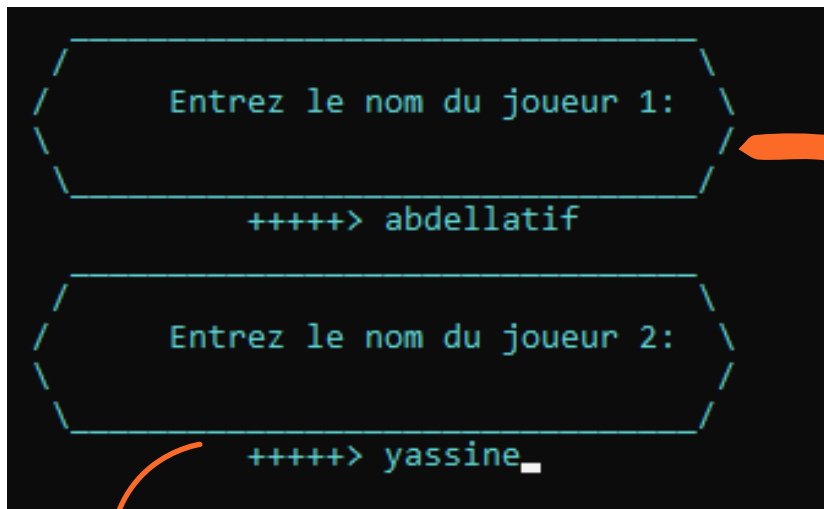 Entrez le nom du joueur 1:
+++++> abdellatif
Entrez le nom du joueur 2:
+++++> yassine